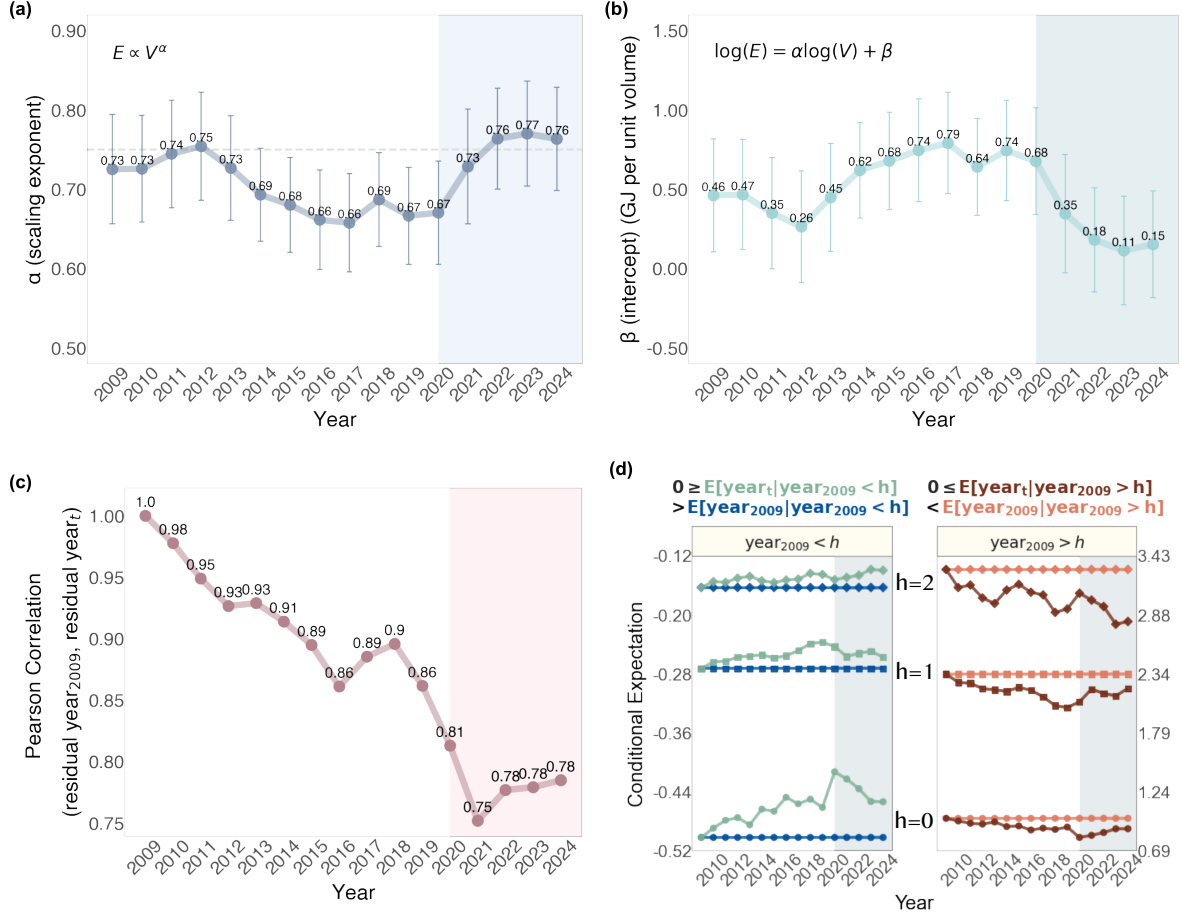 (a)
E ∝ V^α
0.90
0.80
0.70
0.60
0.50
α (scaling exponent)
0.73 0.73 0.74 0.75 0.73 0.69 0.68 0.66 0.66 0.69 0.67 0.67 0.73 0.76 0.77 0.76
2009 2010 2011 2012 2013 2014 2015 2016 2017 2018 2019 2020 2021 2022 2023 2024
Year
(b)
log(E) = αlog(V) + β
1.50
1.00
0.50
0.00
-0.50
β (intercept) (GJ per unit volume)
0.46 0.47 0.35 0.26 0.45 0.62 0.68 0.74 0.79 0.64 0.74 0.68 0.35 0.18 0.11 0.15
2009 2010 2011 2012 2013 2014 2015 2016 2017 2018 2019 2020 2021 2022 2023 2024
Year
(c)
1.00
0.95
0.90
0.85
0.80
0.75
Pearson Correlation
(residual year₂₀₀₉, residual yearₜ)
1.0 0.98 0.95 0.93 0.93 0.91 0.89 0.86 0.89 0.9 0.86 0.81 0.75 0.78 0.78 0.78
2009 2010 2011 2012 2013 2014 2015 2016 2017 2018 2019 2020 2021 2022 2023 2024
Year
(d)
0 ≥ E[yearₜ|year₂₀₀₉ < h]
> E[year₂₀₀₉|year₂₀₀₉ < h]
0 ≤ E[yearₜ|year₂₀₀₉ > h]
< E[year₂₀₀₉|year₂₀₀₉ > h]
year₂₀₀₉ < h
year₂₀₀₉ > h
-0.12
-0.20
-0.28
-0.36
-0.44
-0.52
Conditional Expectation
h=2
h=1
h=0
3.43
2.88
2.34
1.79
1.24
0.69
2010 2012 2014 2016 2018 2020 2022 2024
2010 2012 2014 2016 2018 2020 2022 2024
Year